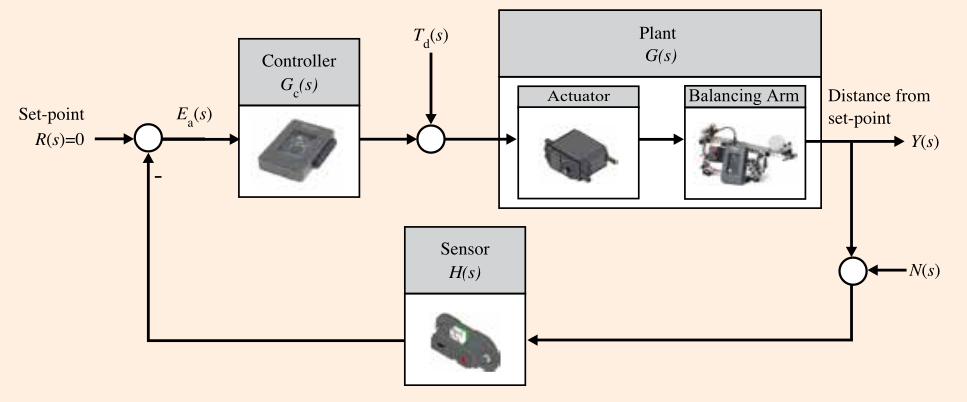 Plant
G(s)
T_d(s)
Controller
G_c(s)
Actuator
Balancing Arm
Distance from
set-point
Set-point
R(s)=0
E_a(s)
Y(s)
-
Sensor
H(s)
N(s)